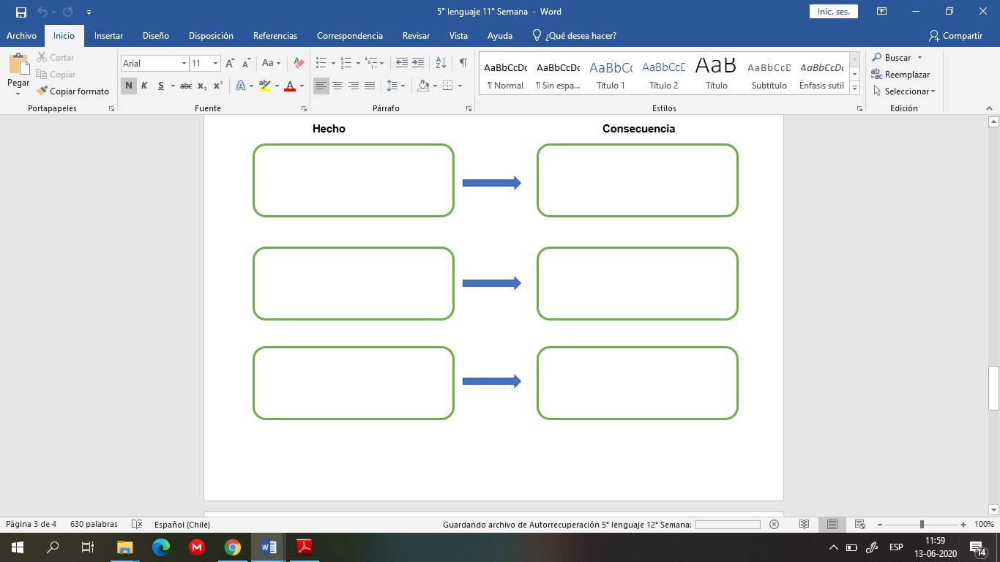 5° lenguaje 11° Semana - Word
Inic. ses.
Archivo Inicio Insertar Diseño Disposición Referencias Correspondencia Revisar Vista Ayuda ¿Qué desea hacer? Compartir
Pegar
Cortar
Copiar
Copiar formato
Portapapeles
Arial 11
Aa
N K S abc x₂ x²
Fuente
Párrafo
AaBbCcDc AaBbCcDc AaBbCc AaBbCcD AaB AaBbCcD AaBbCcDc
¶ Normal ¶ Sin espa... Título 1 Título 2 Título Subtítulo Énfasis sutil
Estilos
Buscar
Reemplazar
Seleccionar
Edición
Hecho Consecuencia
Página 3 de 4 630 palabras Español (Chile) Guardando archivo de Autorrecuperación 5° lenguaje 12° Semana: 100%
ESP
11:59
13-06-2020
14